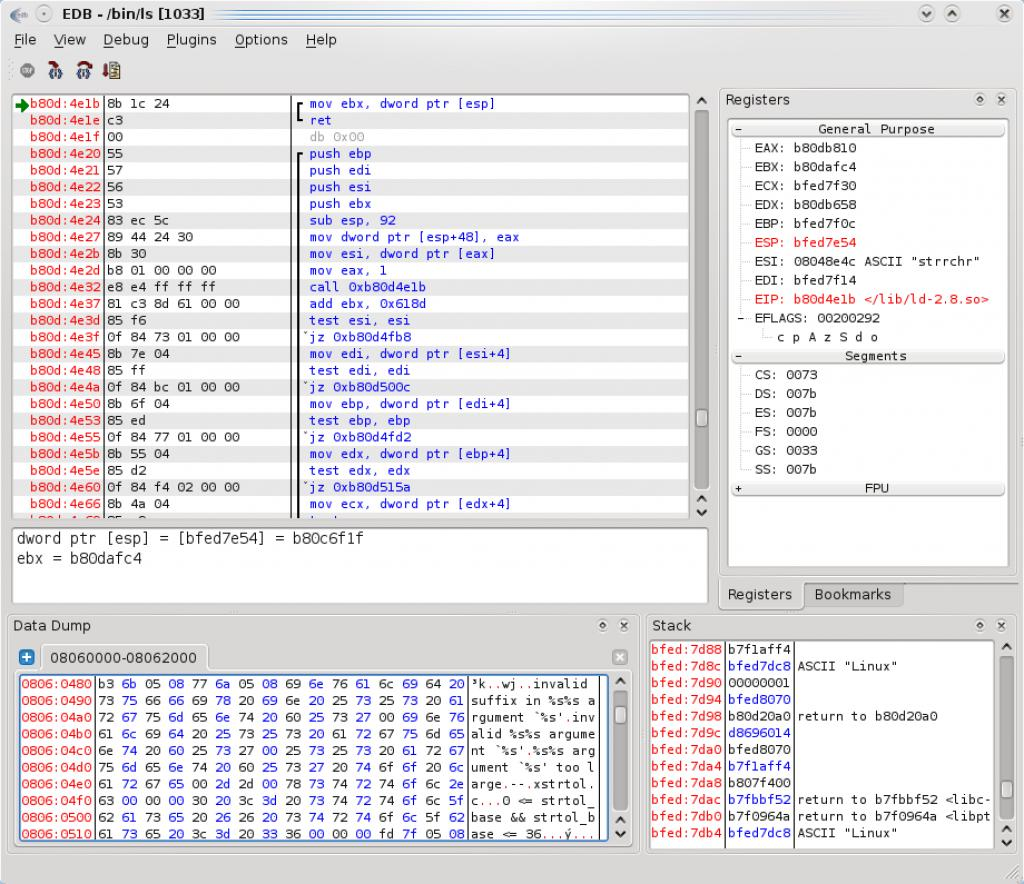 EDB - /bin/ls [1033]
File View Debug Plugins Options Help
b80d:4e1b 8b 1c 24 mov ebx, dword ptr [esp]
b80d:4e1e c3 ret
b80d:4e1f 00 db 0x00
b80d:4e20 55 push ebp
b80d:4e21 57 push edi
b80d:4e22 56 push esi
b80d:4e23 53 push ebx
b80d:4e24 83 ec 5c sub esp, 92
b80d:4e27 89 44 24 30 mov dword ptr [esp+48], eax
b80d:4e2b 8b 30 mov esi, dword ptr [eax]
b80d:4e2d b8 01 00 00 00 mov eax, 1
b80d:4e32 e8 e4 ff ff ff call 0xb80d4e1b
b80d:4e37 81 c3 8d 61 00 00 add ebx, 0x618d
b80d:4e3d 85 f6 test esi, esi
b80d:4e3f 0f 84 73 01 00 00 jz 0xb80d4fb8
b80d:4e45 8b 7e 04 mov edi, dword ptr [esi+4]
b80d:4e48 85 ff test edi, edi
b80d:4e4a 0f 84 bc 01 00 00 jz 0xb80d500c
b80d:4e50 8b 6f 04 mov ebp, dword ptr [edi+4]
b80d:4e53 85 ed test ebp, ebp
b80d:4e55 0f 84 77 01 00 00 jz 0xb80d4fd2
b80d:4e5b 8b 55 04 mov edx, dword ptr [ebp+4]
b80d:4e5e 85 d2 test edx, edx
b80d:4e60 0f 84 f4 02 00 00 jz 0xb80d515a
b80d:4e66 8b 4a 04 mov ecx, dword ptr [edx+4]
dword ptr [esp] = [bfed7e54] = b80c6f1f
ebx = b80dafc4
Registers
General Purpose
EAX: b80db810
EBX: b80dafc4
ECX: bfed7f30
EDX: b80db658
EBP: bfed7f0c
ESP: bfed7e54
ESI: 08048e4c ASCII "strrchr"
EDI: bfed7f14
EIP: b80d4e1b </lib/ld-2.8.so>
EFLAGS: 00200292
c p A z S d o
Segments
CS: 0073
DS: 007b
ES: 007b
FS: 0000
GS: 0033
SS: 007b
FPU
Registers Bookmarks
Data Dump
08060000-08062000
0806:0480 b3 6b 05 08 77 6a 05 08 69 6e 76 61 6c 69 64 20 ³k..wj..invalid
0806:0490 73 75 66 66 69 78 20 69 6e 20 25 73 25 73 20 61 suffix in %s%s a
0806:04a0 72 67 75 6d 65 6e 74 20 60 25 73 27 00 69 6e 76 rgument `%s'.inv
0806:04b0 61 6c 69 64 20 25 73 25 73 20 61 72 67 75 6d 65 alid %s%s argume
0806:04c0 6e 74 20 60 25 73 27 00 25 73 25 73 20 61 72 67 nt `%s'.%s%s arg
0806:04d0 75 6d 65 6e 74 20 60 25 73 27 20 74 6f 6f 20 6c ument `%s' too l
0806:04e0 61 72 67 65 00 2d 2d 00 78 73 74 72 74 6f 6c 2e arge.--.xstrtol.
0806:04f0 63 00 00 00 30 20 3c 3d 20 73 74 72 74 6f 6c 5f c...0 <= strtol_
0806:0500 62 61 73 65 20 26 26 20 73 74 72 74 6f 6c 5f 62 base && strtol_b
0806:0510 61 73 65 20 3c 3d 20 33 36 00 00 00 fd 7f 05 08 ase <= 36...ý...
Stack
bfed:7d88 b7f1aff4
bfed:7d8c bfed7dc8 ASCII "Linux"
bfed:7d90 00000001
bfed:7d94 bfed8070
bfed:7d98 b80d20a0 return to b80d20a0
bfed:7d9c d8696014
bfed:7da0 bfed8070
bfed:7da4 b7f1aff4
bfed:7da8 b807f400
bfed:7dac b7fbbf52 return to b7fbbf52 <libc-
bfed:7db0 b7f0964a return to b7f0964a <libpt
bfed:7db4 bfed7dc8 ASCII "Linux"